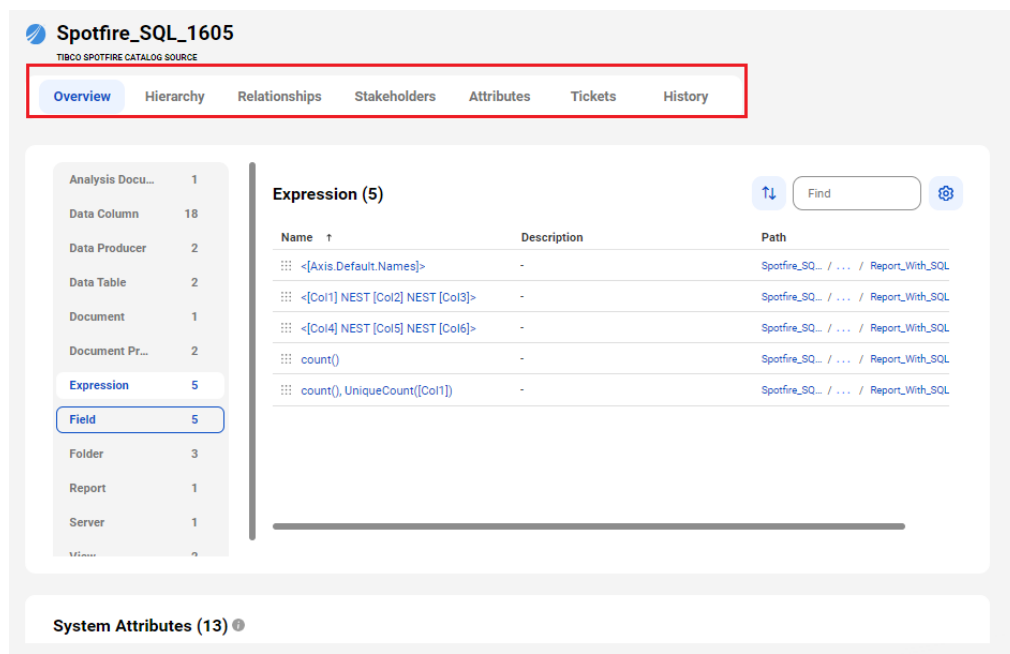 Spotfire_SQL_1605
TIBCO SPOTFIRE CATALOG SOURCE
Overview Hierarchy Relationships Stakeholders Attributes Tickets History
Analysis Docu... 1
Data Column 18
Data Producer 2
Data Table 2
Document 1
Document Pr... 2
Expression 5
Field 5
Folder 3
Report 1
Server 1
View
Expression (5)
Find
Name ↑ Description Path
<[Axis.Default.Names]> - Spotfire_SQ... / ... / Report_With_SQL
<[Col1] NEST [Col2] NEST [Col3]> - Spotfire_SQ... / ... / Report_With_SQL
<[Col4] NEST [Col5] NEST [Col6]> - Spotfire_SQ... / ... / Report_With_SQL
count() - Spotfire_SQ... / ... / Report_With_SQL
count(), UniqueCount([Col1]) - Spotfire_SQ... / ... / Report_With_SQL
System Attributes (13)